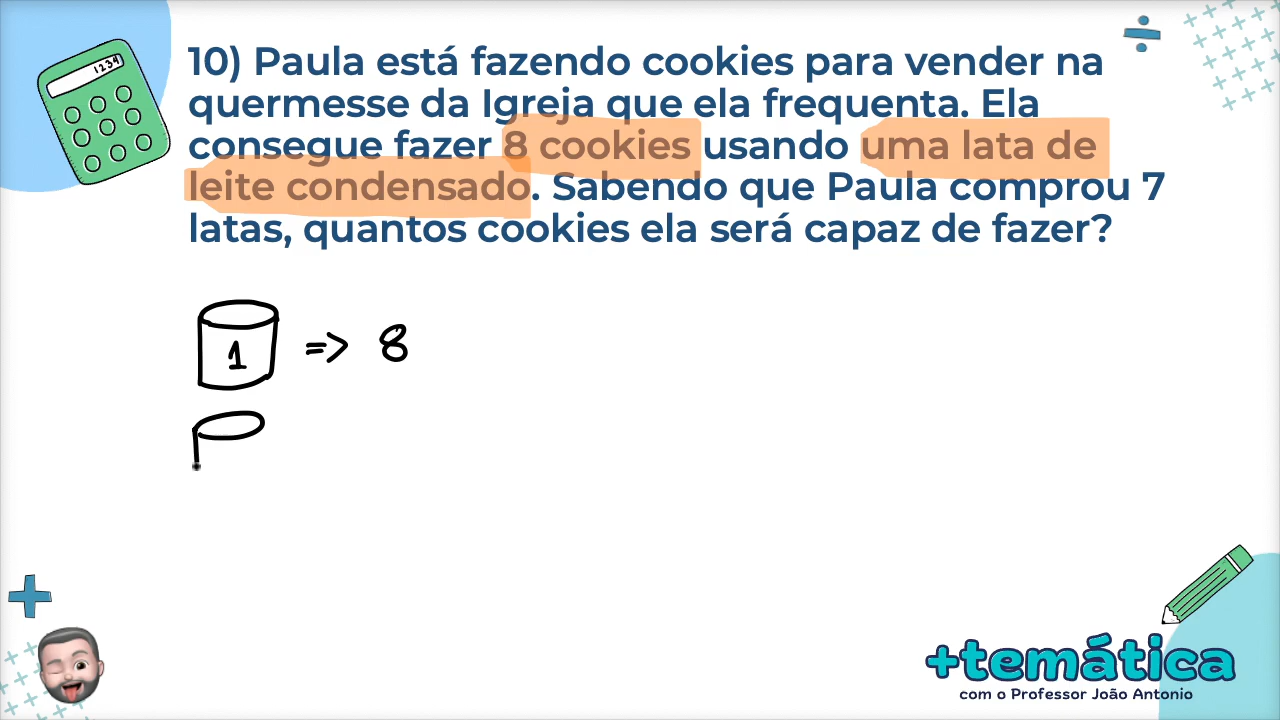 1234
10) Paula está fazendo cookies para vender na
quermesse da Igreja que ela frequenta. Ela
consegue fazer 8 cookies usando uma lata de
leite condensado. Sabendo que Paula comprou 7
latas, quantos cookies ela será capaz de fazer?
1 => 8
+temática
com o Professor João Antonio